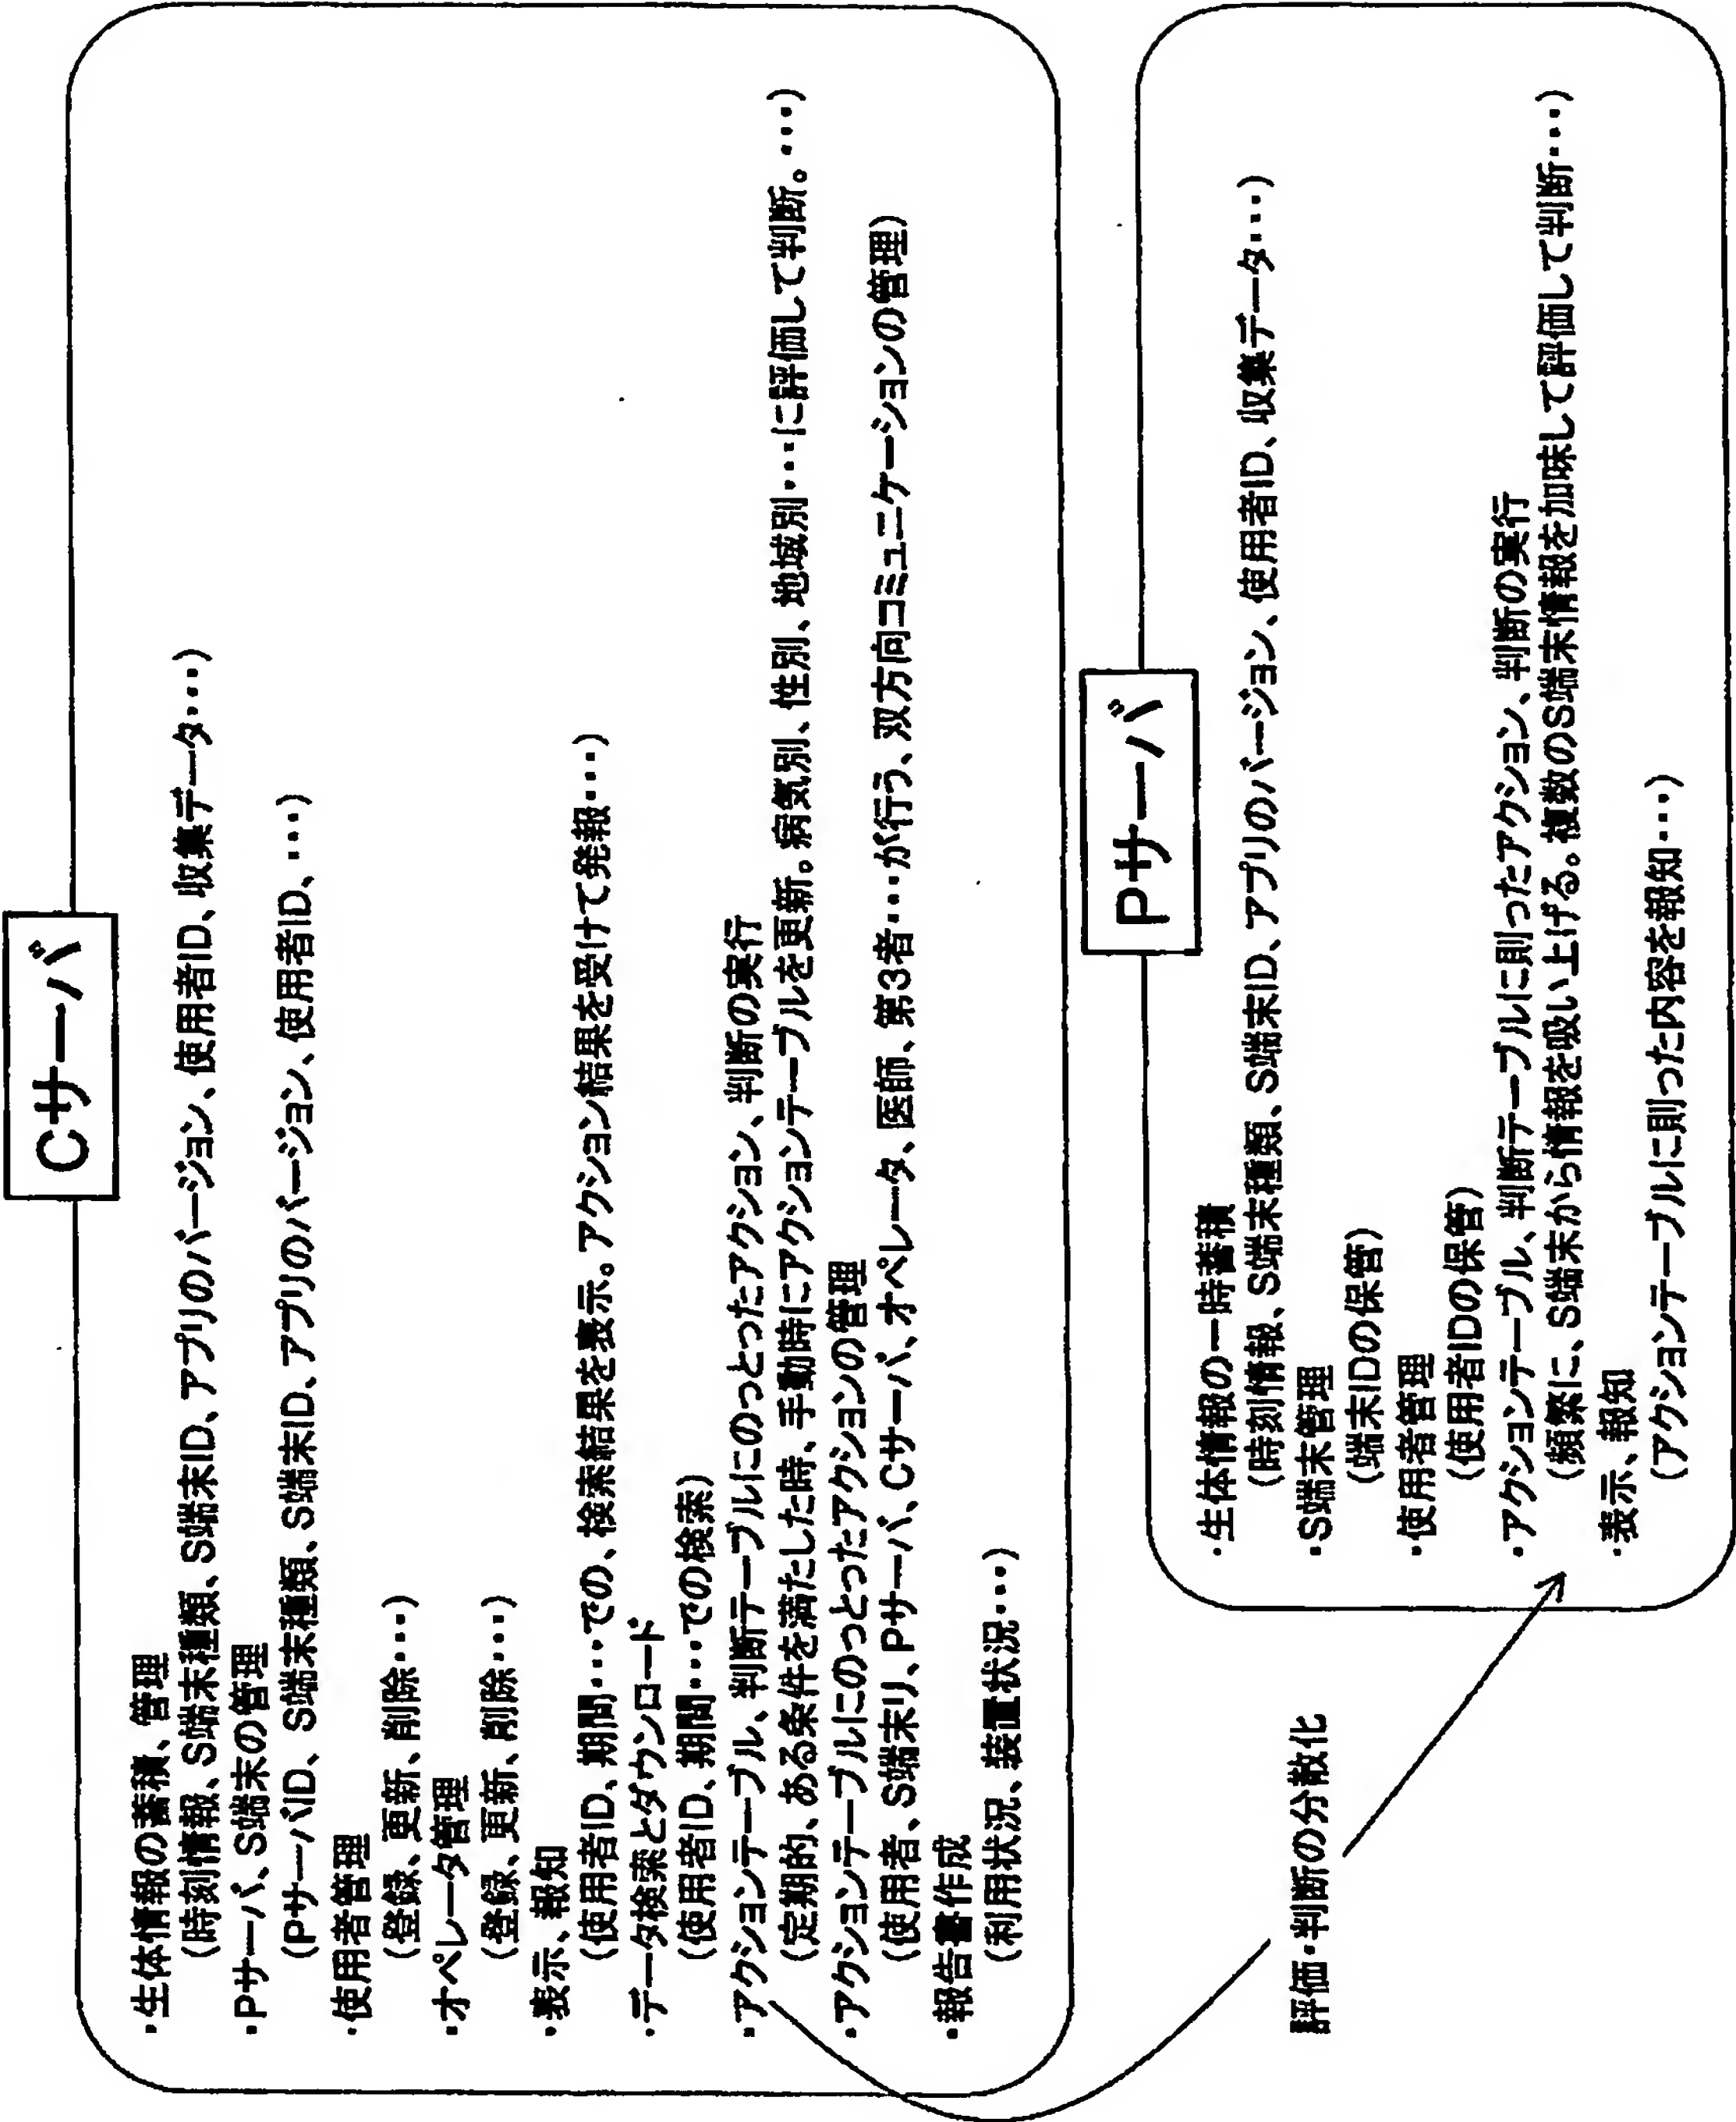 Cサーバ
・生体情報の蓄積、管理
(時刻情報、S端末種類、S端末ID、アプリのバージョン、使用者ID、収集データ・・・)
・Pサーバ、S端末の管理
(PサーバID、S端末種類、S端末ID、アプリのバージョン、使用者ID、・・・)
・使用者管理
(登録、更新、削除・・・)
・オペレータ管理
(登録、更新、削除・・・)
・表示、報知
(使用者ID、期間・・・での、検索結果を表示。アクション結果を受けて発報・・・)
・データ検索とダウンロード
(使用者ID、期間・・・での検索)
・アクションテーブル、判断テーブルにのっとったアクション、判断の実行
(定期的、ある条件を満たした時、手動時にアクションテーブルを更新。病気別、性別、地域別・・・に評価して判断。・・・)
・アクションテーブルにのっとったアクションの管理
(使用者、S端末リ、Pサーバ、Cサーバ、オペレータ、医師、第3者・・・が行う、双方向コミュニケーションの管理)
・報告書作成
(利用状況、装置状況・・・)
Pサーバ
・生体情報の一時蓄積
(時刻情報、S端末種類、S端末ID、アプリのバージョン、使用者ID、収集データ・・・)
・S端末管理
(端末IDの保管)
・使用者管理
(使用者IDの保管)
・アクションテーブル、判断テーブルに則ったアクション、判断の実行
(頻繁に、S端末から情報を吸い上げる。複数のS端末情報を加味して評価して判断・・・)
・表示、報知
(アクションテーブルに則った内容を報知・・・)
評価・判断の分散化